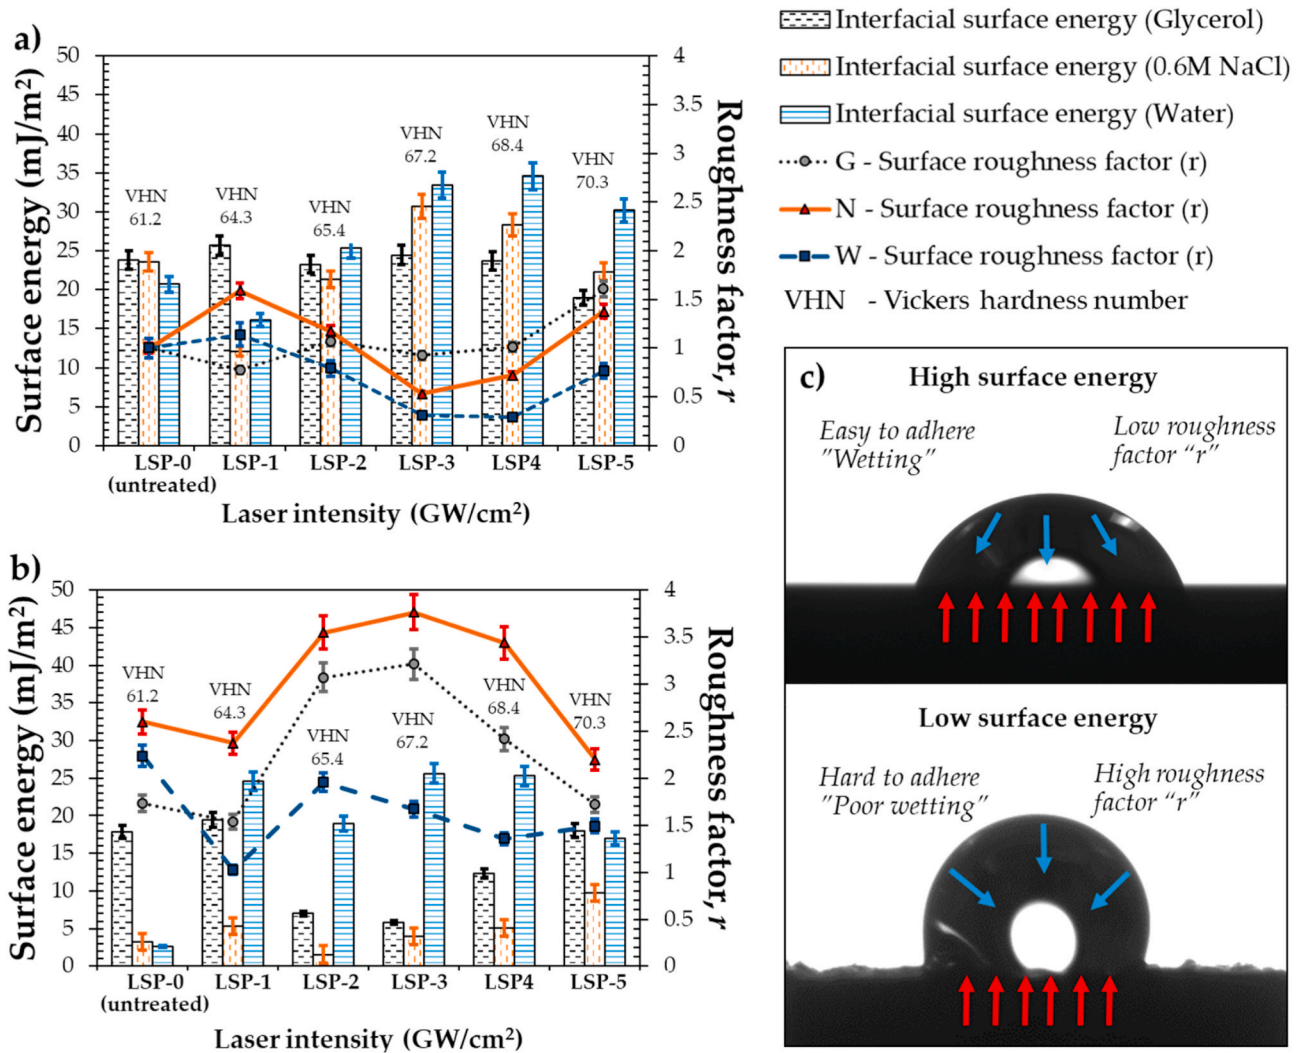 a)
Surface energy (mJ/m²)
50
45
40
35
30
25
20
15
10
5
0
VHN
61.2
VHN
64.3
VHN
65.4
VHN
67.2
VHN
68.4
VHN
70.3
4
3.5
3
2.5
2
1.5
1
0.5
0
Roughness factor, r
LSP-0 LSP-1 LSP-2 LSP-3 LSP4 LSP-5
(untreated)
Laser intensity (GW/cm²)
Interfacial surface energy (Glycerol)
Interfacial surface energy (0.6M NaCl)
Interfacial surface energy (Water)
G - Surface roughness factor (r)
N - Surface roughness factor (r)
W - Surface roughness factor (r)
VHN - Vickers hardness number
b)
Surface energy (mJ/m²)
50
45
40
35
30
25
20
15
10
5
0
VHN
61.2
VHN
64.3
VHN
65.4
VHN
67.2
VHN
68.4
VHN
70.3
4
3.5
3
2.5
2
1.5
1
0.5
0
Roughness factor, r
LSP-0 LSP-1 LSP-2 LSP-3 LSP4 LSP-5
(untreated)
Laser intensity (GW/cm²)
c)
High surface energy
Easy to adhere
"Wetting"
Low roughness
factor “r”
Low surface energy
Hard to adhere
"Poor wetting"
High roughness
factor “r”